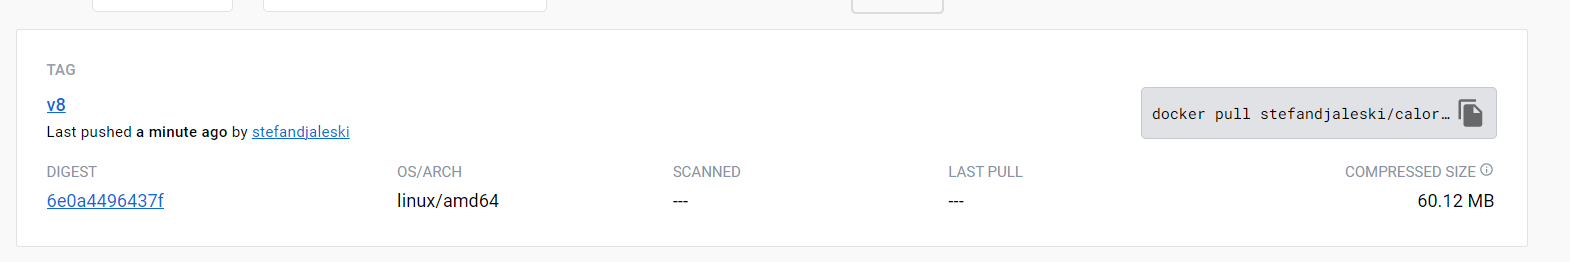 TAG
v8
Last pushed a minute ago by stefandjaleski
docker pull stefandjaleski/calor…
DIGEST OS/ARCH SCANNED LAST PULL COMPRESSED SIZE
6e0a4496437f linux/amd64 --- --- 60.12 MB